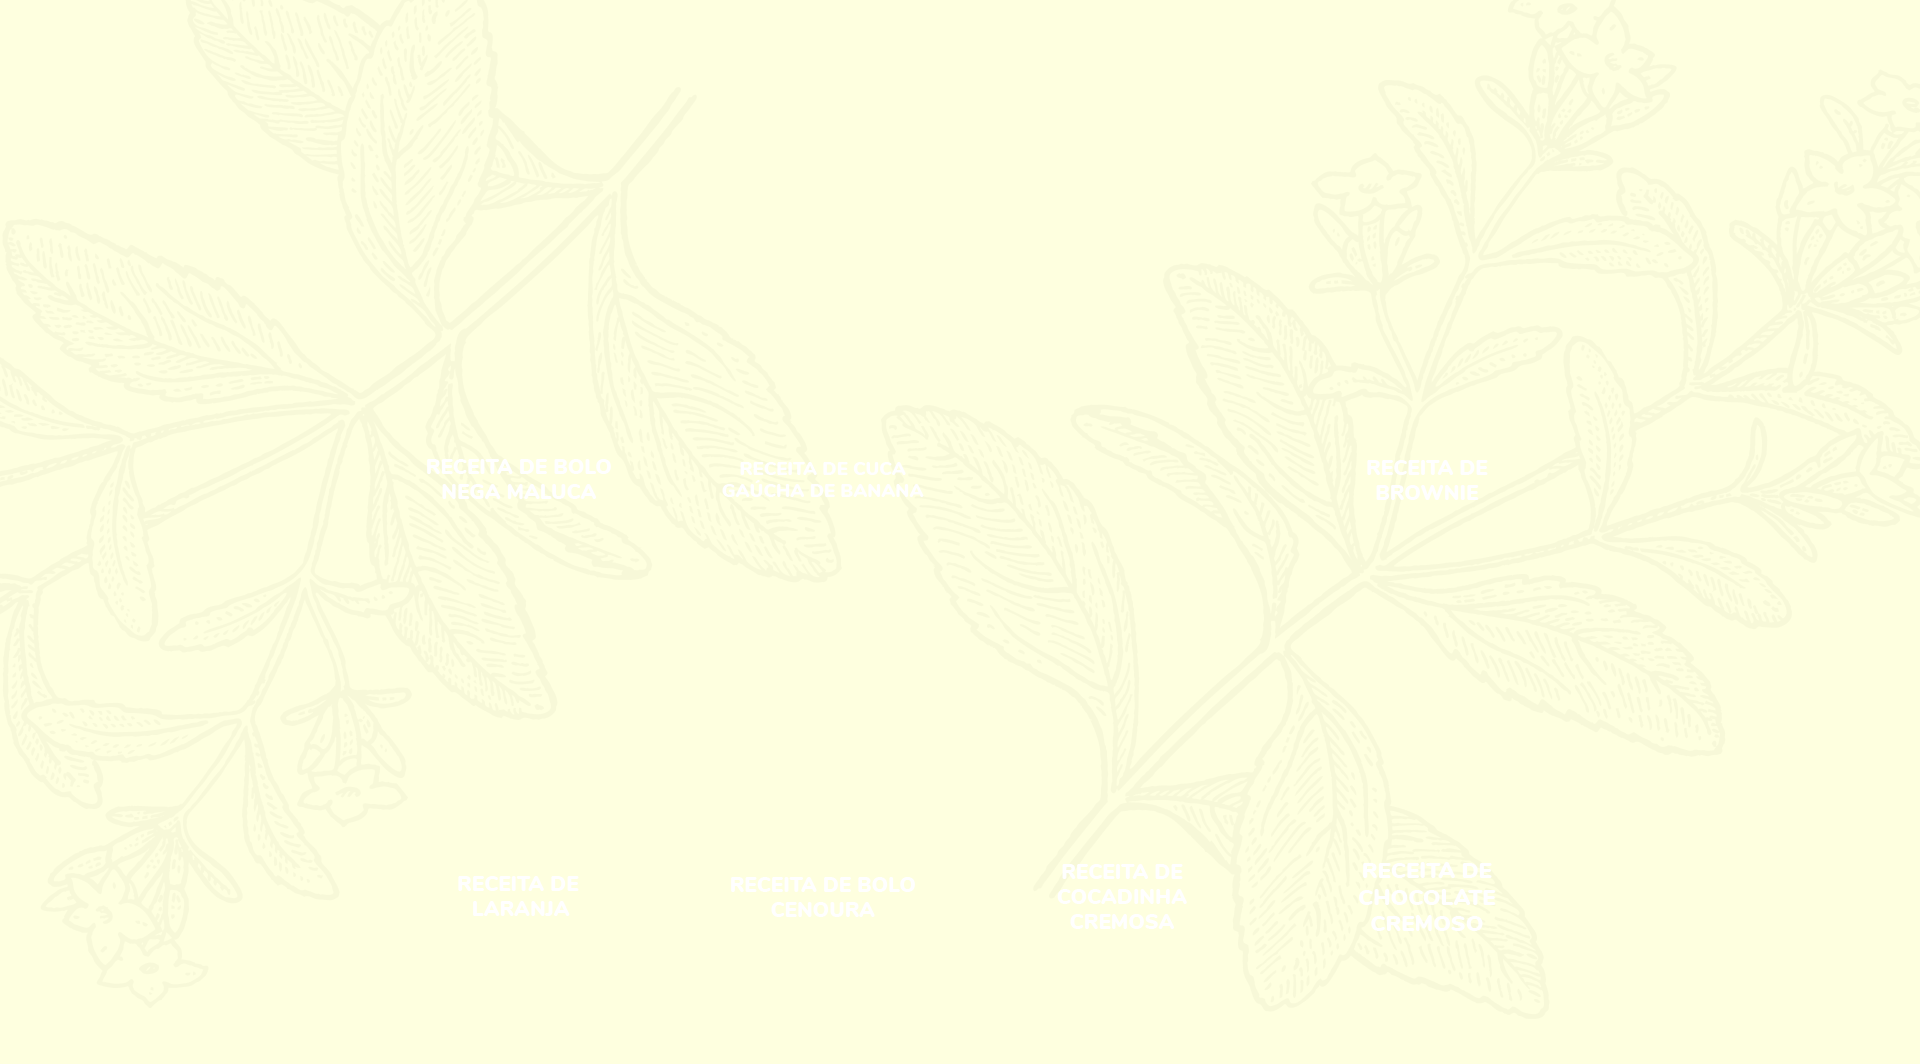 RECEITA DE BOLO
NEGA MALUCA
RECEITA DE CUCA
GAÚCHA DE BANANA
RECEITA DE
BROWNIE
RECEITA DE
LARANJA
RECEITA DE BOLO
CENOURA
RECEITA DE
COCADINHA
CREMOSA
RECEITA DE
CHOCOLATE
CREMOSO